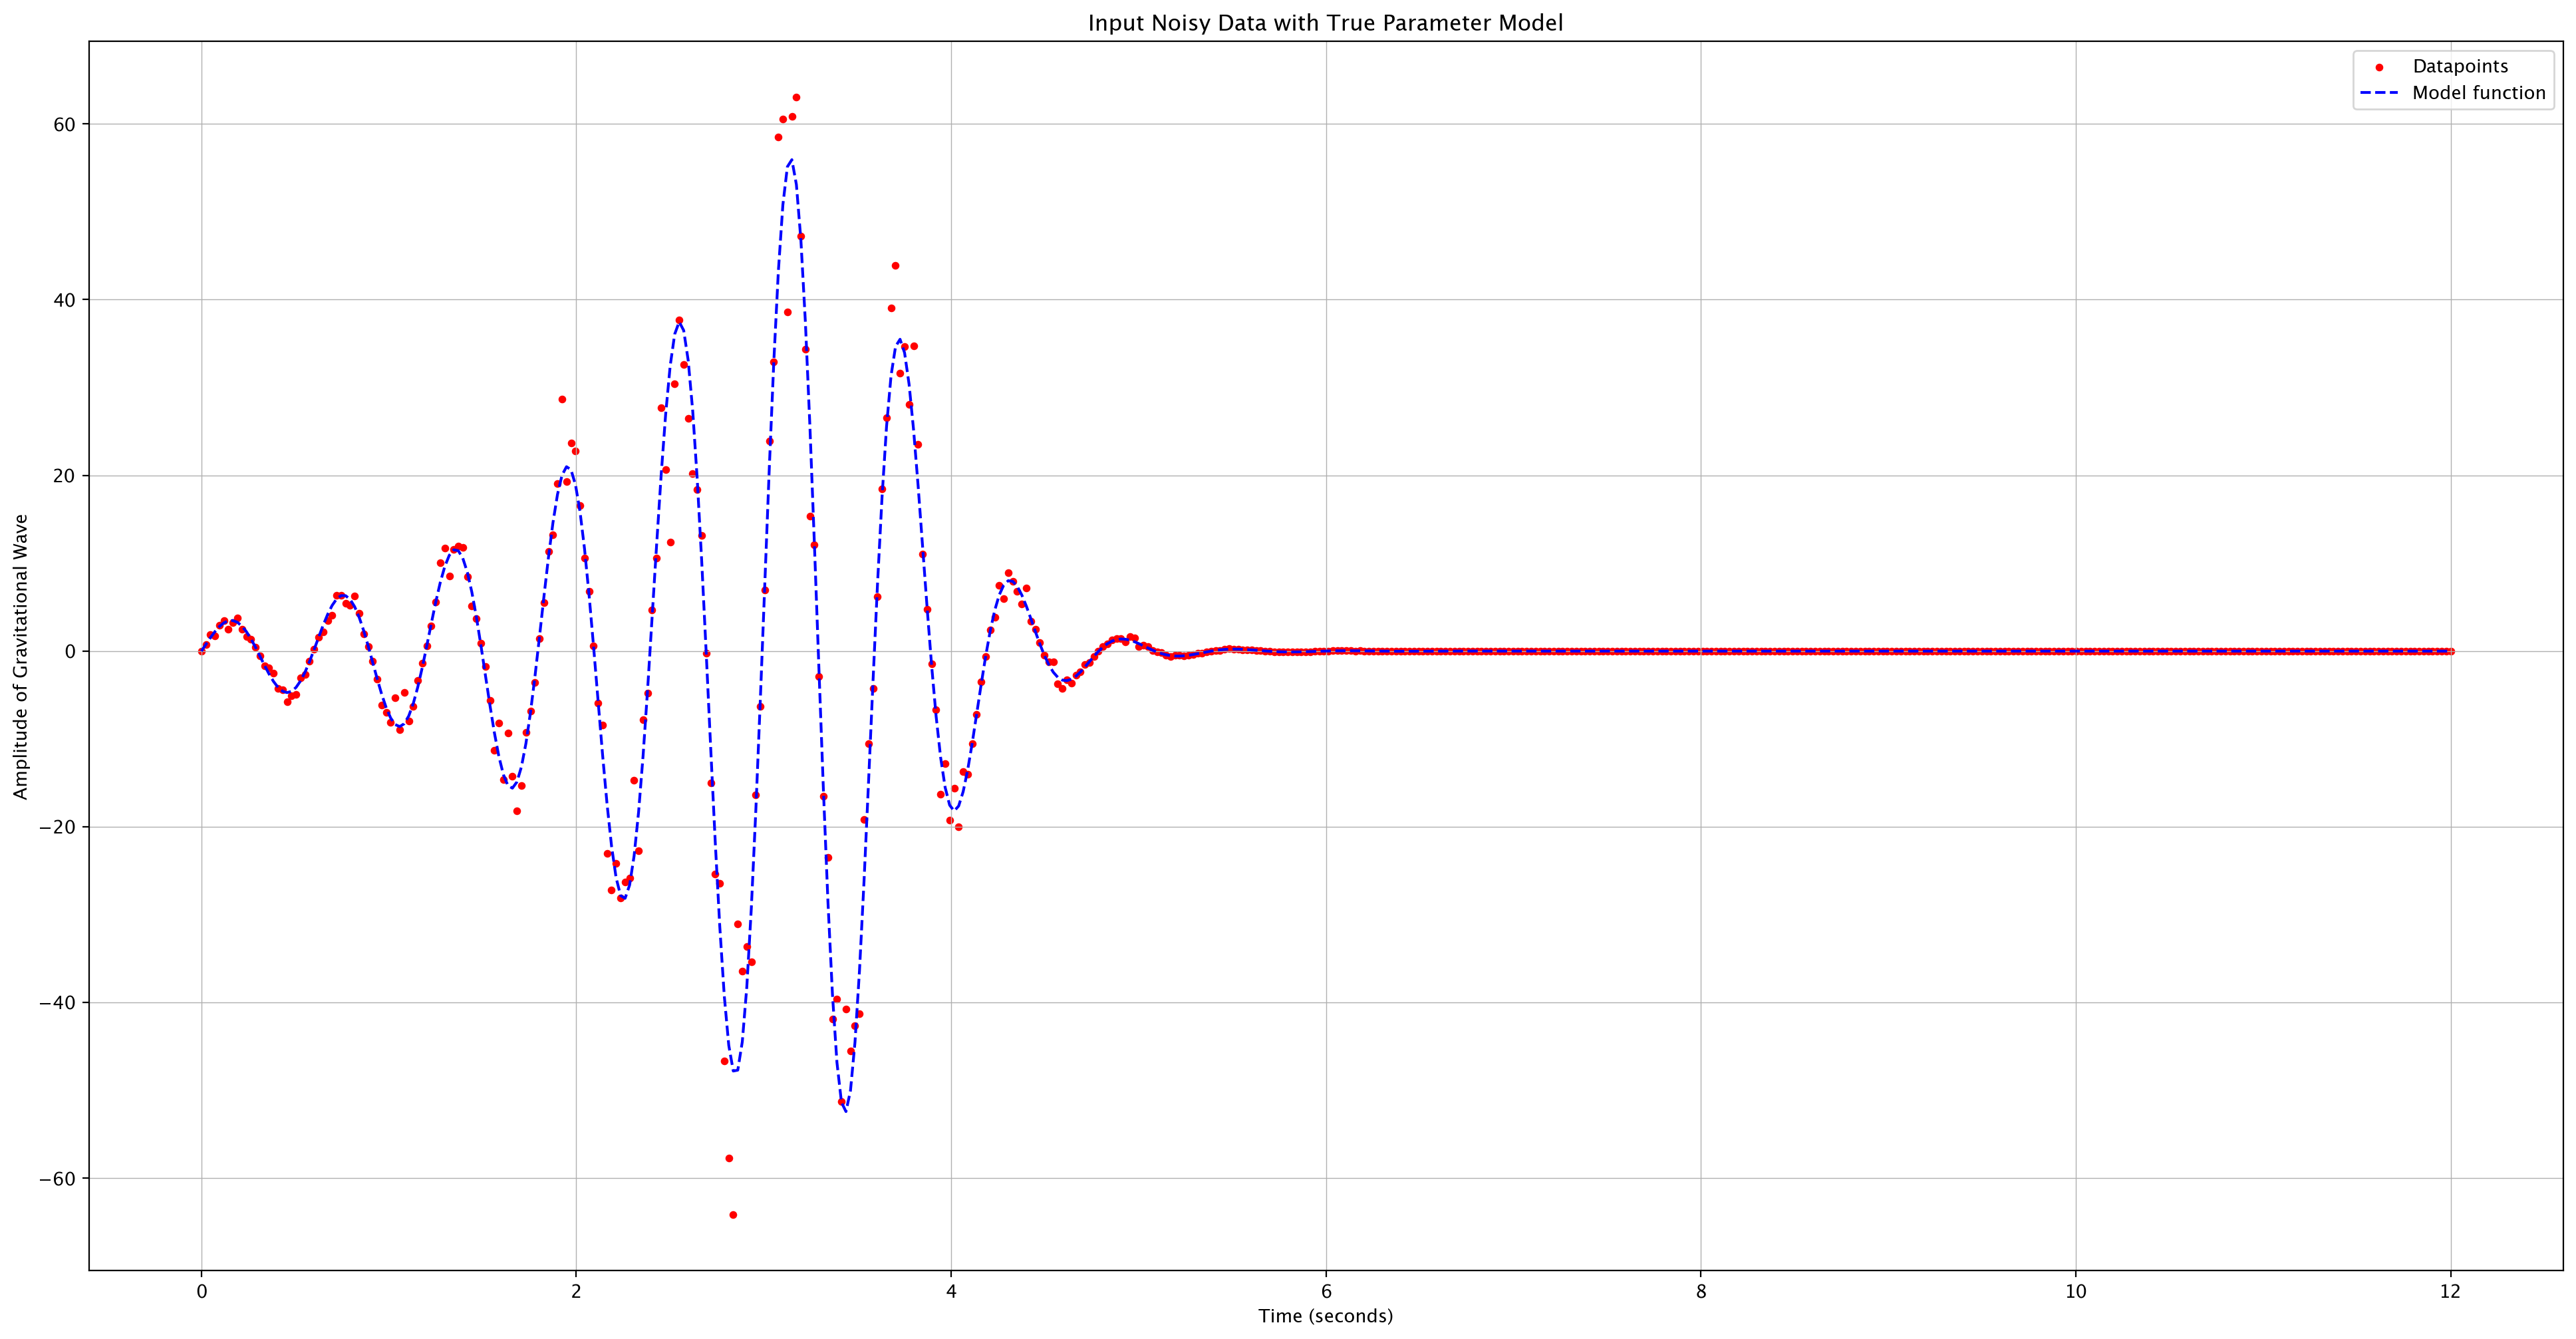 Input Noisy Data with True Parameter Model
Datapoints
Model function
60
40
20
0
−20
−40
−60
Amplitude of Gravitational Wave
0 2 4 6 8 10 12
Time (seconds)